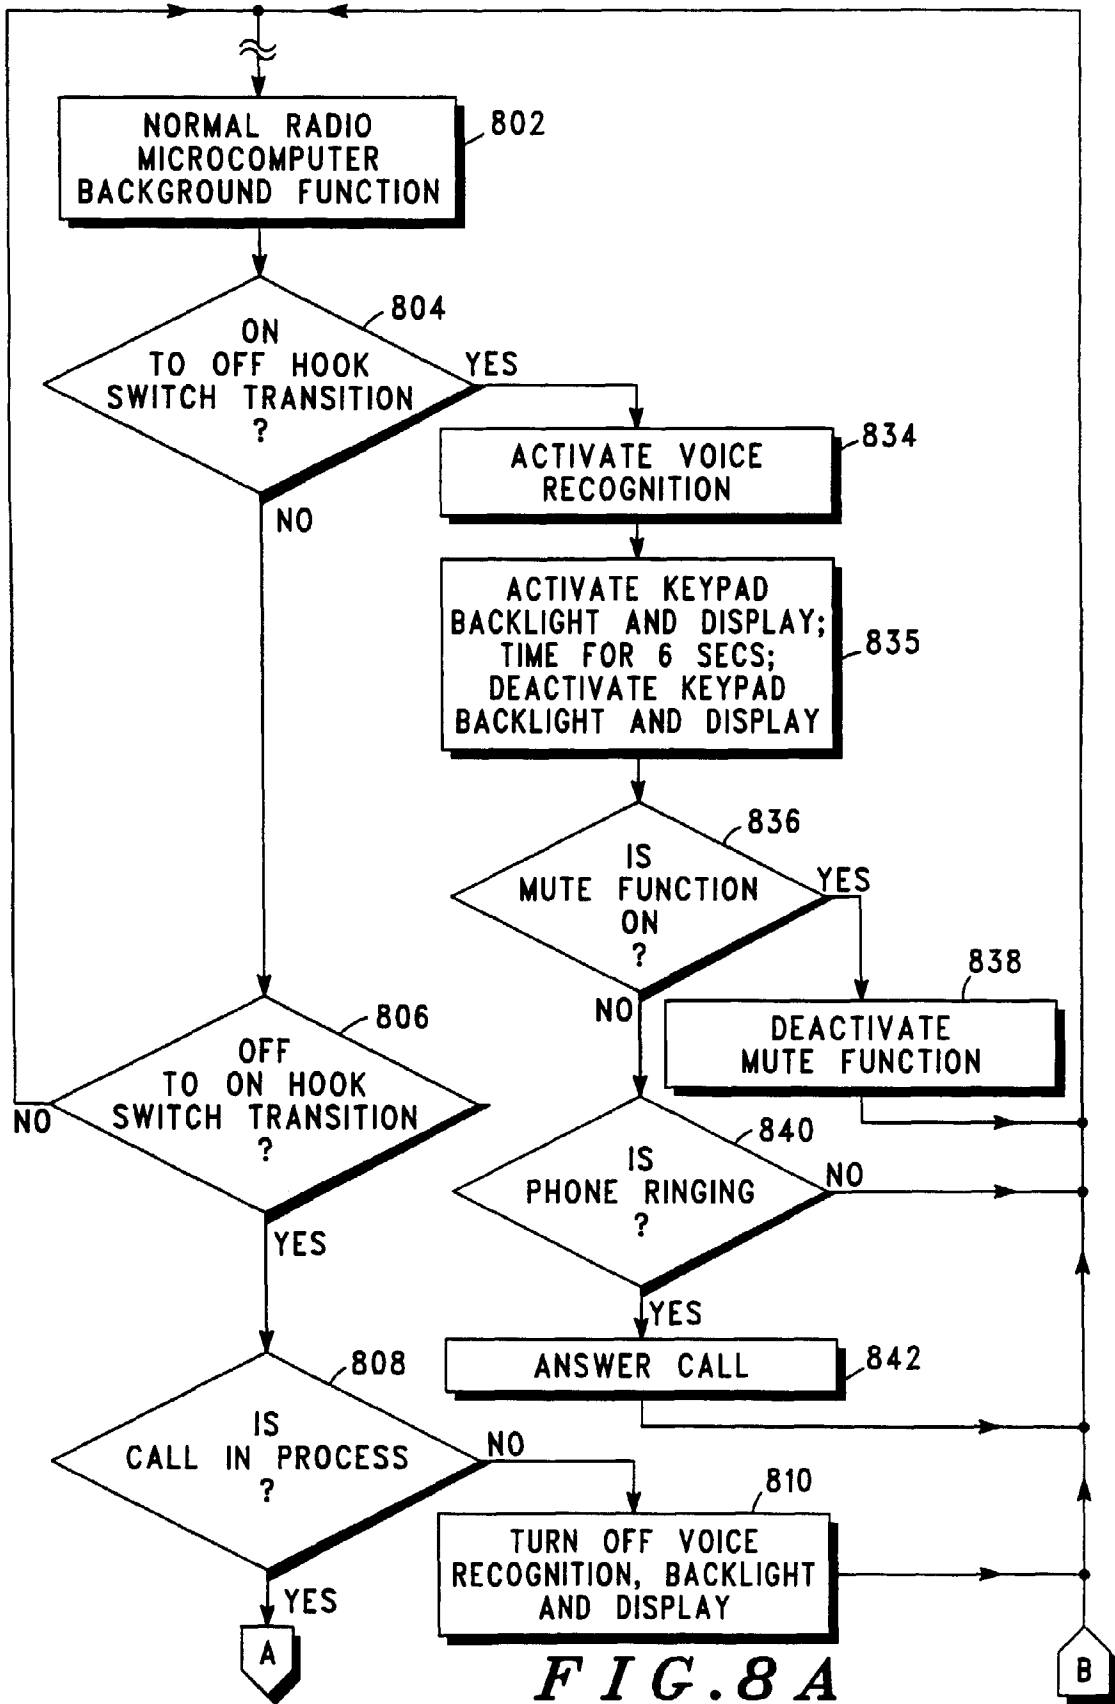 NORMAL RADIO
MICROCOMPUTER
BACKGROUND FUNCTION
802
ON
TO OFF HOOK
SWITCH TRANSITION
?
804
YES
NO
ACTIVATE VOICE
RECOGNITION
834
ACTIVATE KEYPAD
BACKLIGHT AND DISPLAY;
TIME FOR 6 SECS;
DEACTIVATE KEYPAD
BACKLIGHT AND DISPLAY
835
IS
MUTE FUNCTION
ON
?
836
YES
NO
DEACTIVATE
MUTE FUNCTION
838
OFF
TO ON HOOK
SWITCH TRANSITION
?
806
NO
YES
IS
PHONE RINGING
?
840
NO
YES
ANSWER CALL
842
IS
CALL IN PROCESS
?
808
NO
YES
TURN OFF VOICE
RECOGNITION, BACKLIGHT
AND DISPLAY
810
A
B
FIG.8A